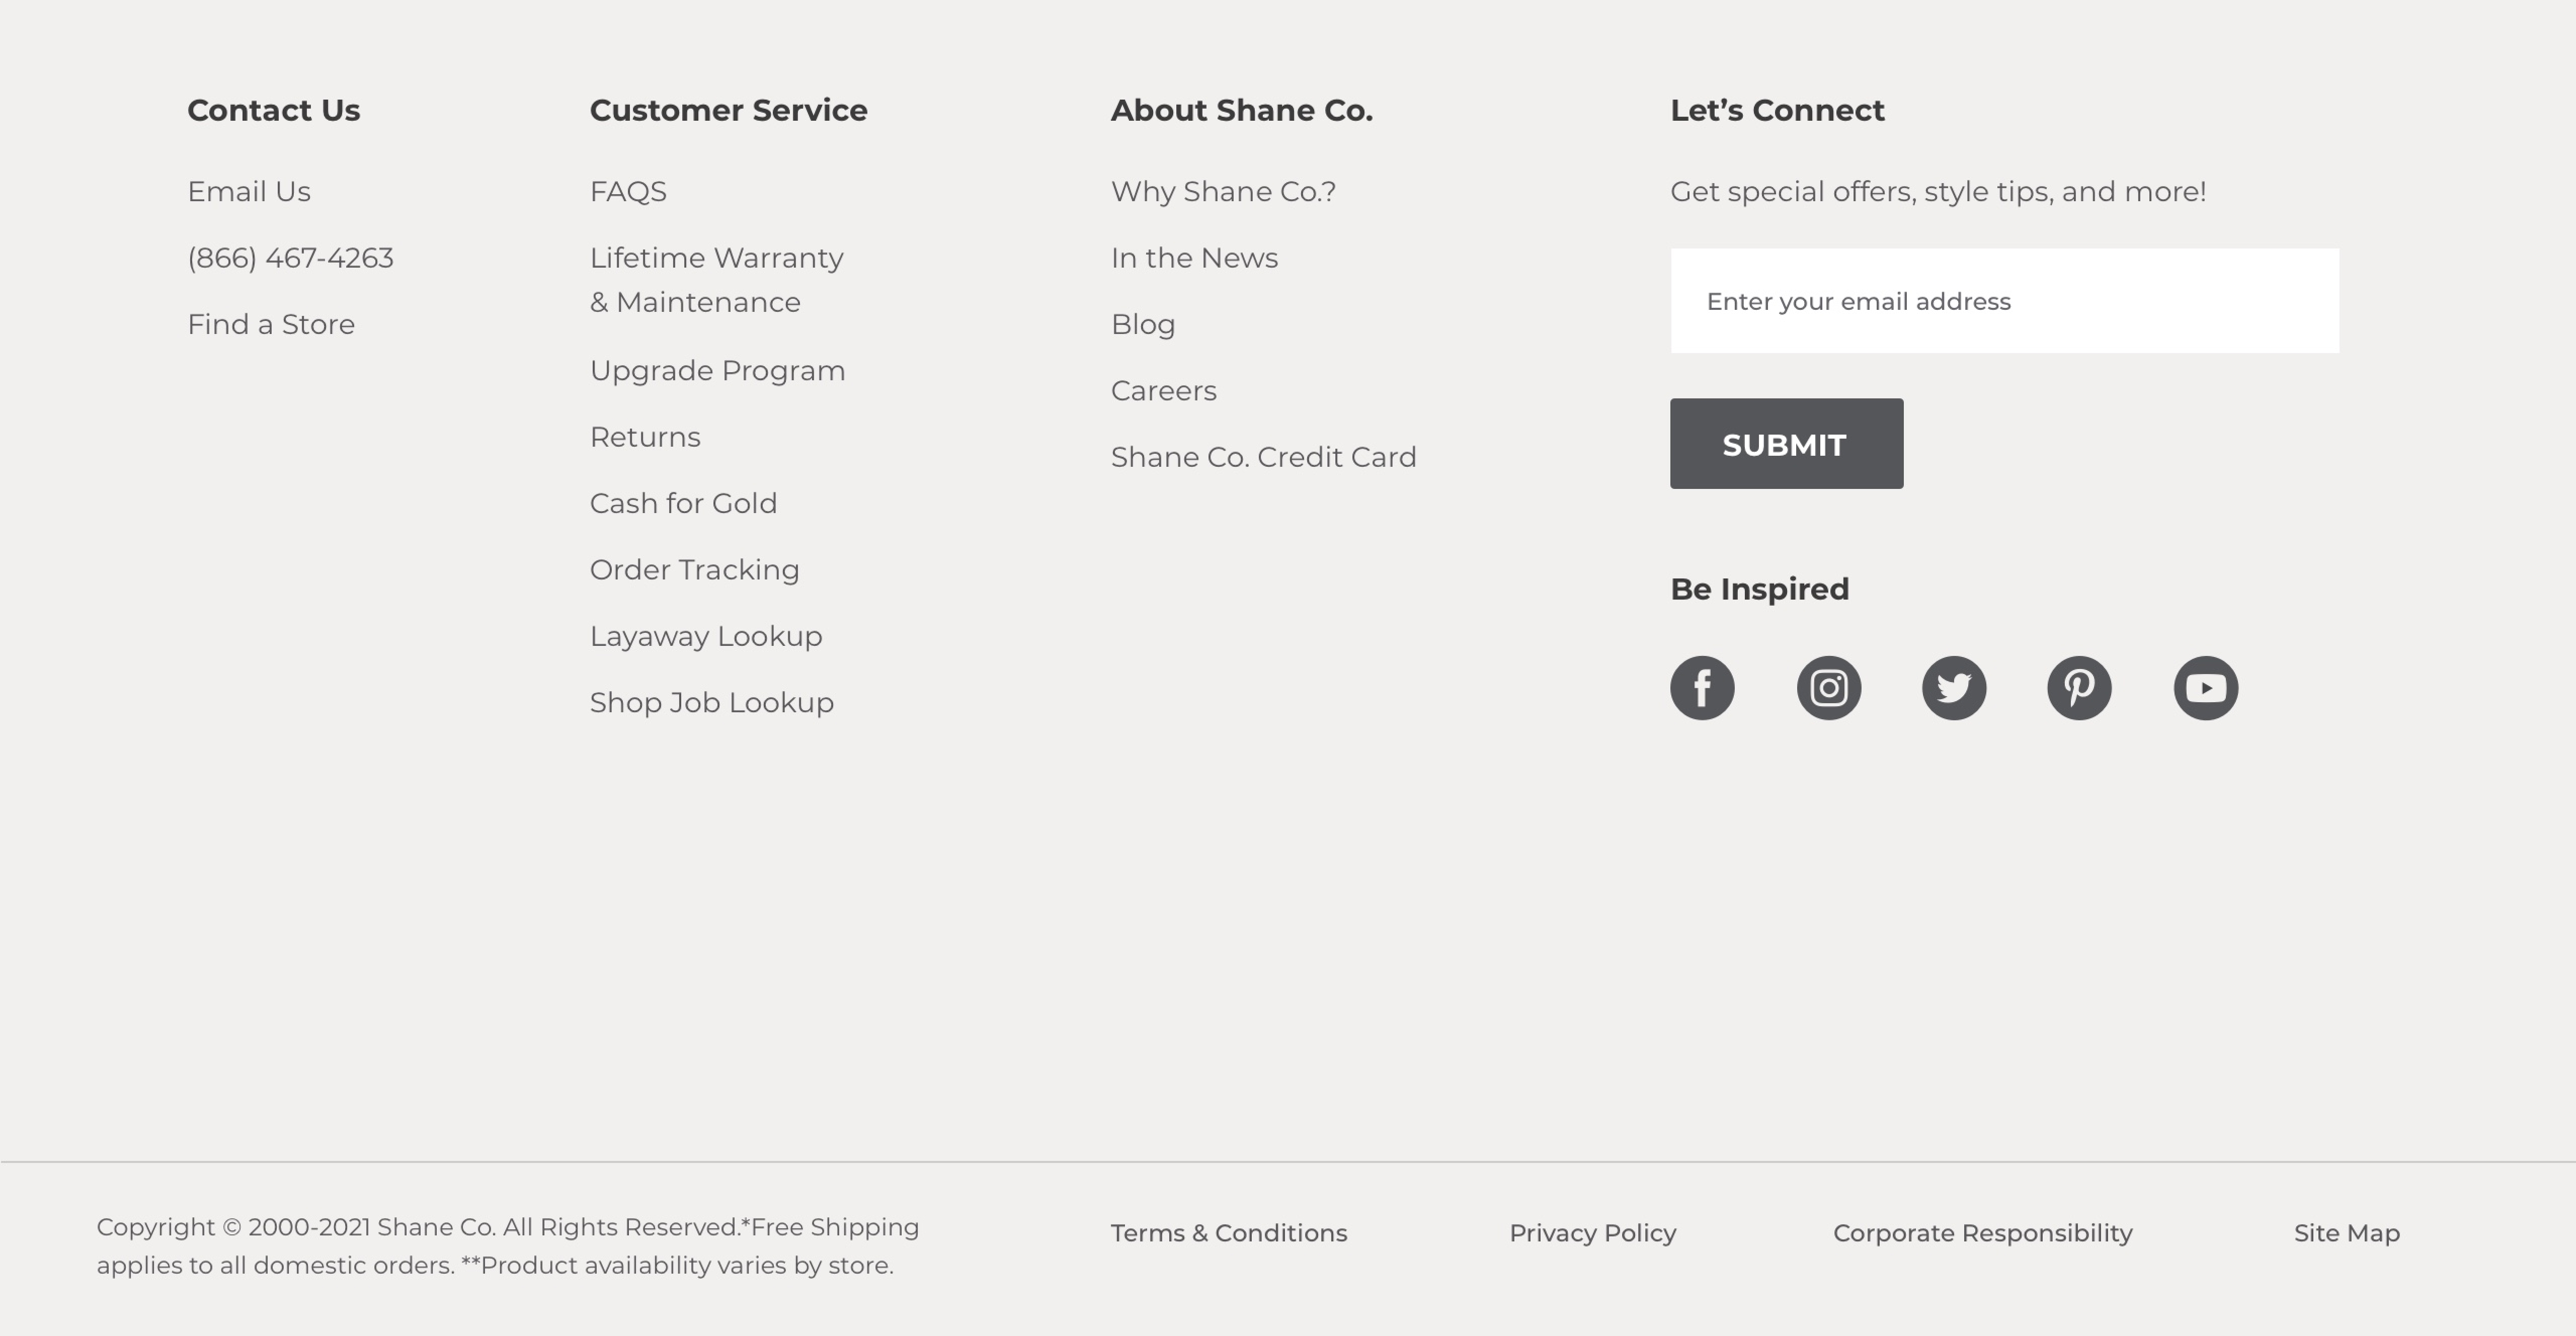 Contact Us
Email Us
(866) 467-4263
Find a Store
Customer Service
FAQS
Lifetime Warranty
& Maintenance
Upgrade Program
Returns
Cash for Gold
Order Tracking
Layaway Lookup
Shop Job Lookup
About Shane Co.
Why Shane Co.?
In the News
Blog
Careers
Shane Co. Credit Card
Let’s Connect
Get special offers, style tips, and more!
Enter your email address
SUBMIT
Be Inspired
Copyright © 2000-2021 Shane Co. All Rights Reserved.*Free Shipping
applies to all domestic orders. **Product availability varies by store.
Terms & Conditions
Privacy Policy
Corporate Responsibility
Site Map